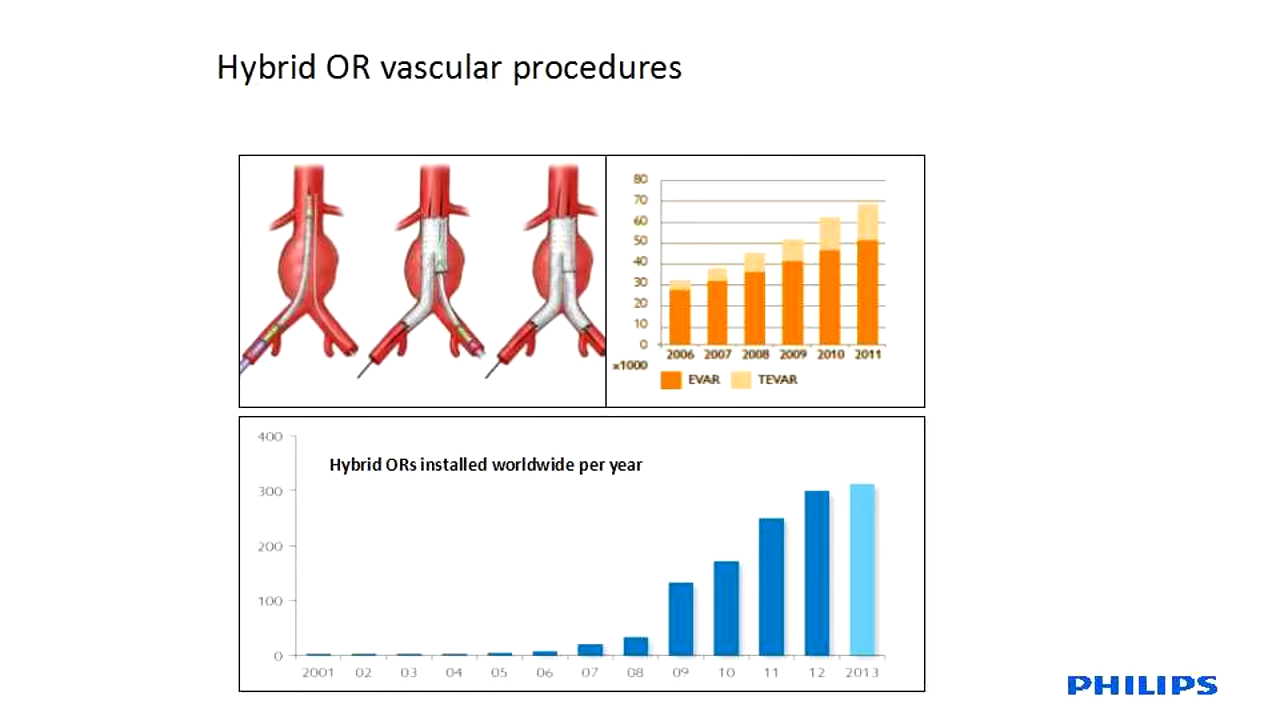 Hybrid OR vascular procedures
80
70
60
50
40
30
20
10
0
2006 2007 2008 2009 2010 2011
x1000
EVAR TEVAR
400
Hybrid ORs installed worldwide per year
300
200
100
0
2001 02 03 04 05 06 07 08 09 10 11 12 2013
PHILIPS